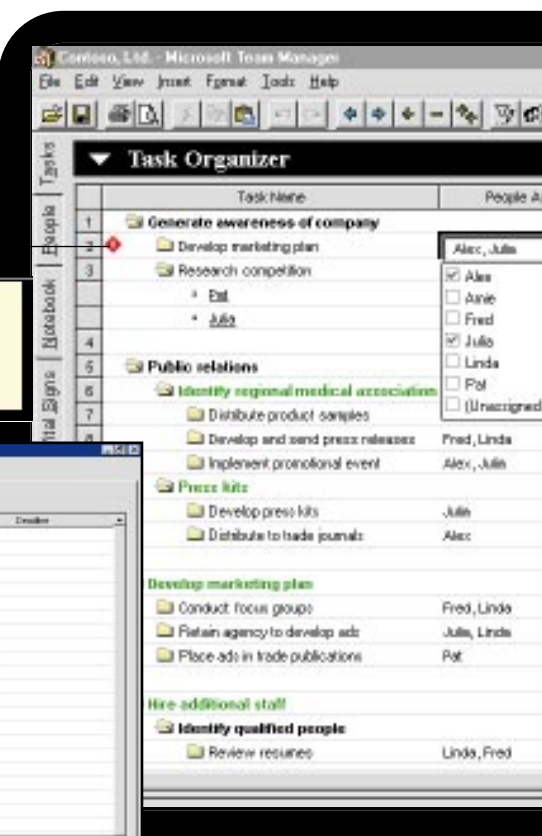 Contoso, Ltd. - Microsoft Team Manager
File Edit View Insert Format Tools Help
Tasks
People
Notebook
Vital Signs
Task Organizer
Task Name People A
1 Generate awareness of company
2 Develop marketing plan Alex, Julia
3 Research competition
Pat
Julia
Alex
Amie
Fred
Julia
Linda
Pat
(Unassigned
4
5 Public relations
6 Identify regional medical association
7 Distribute product samples
8 Develop and send press releases Fred, Linda
Implement promotional event Alex, Julia
Press kits
Develop press kits Julia
Distribute to trade journals Alex
Develop marketing plan
Conduct focus groups Fred, Linda
Retain agency to develop ads Julia, Linda
Place ads in trade publications Pat
Hire additional staff
Identify qualified people
Review resumes Linda, Fred